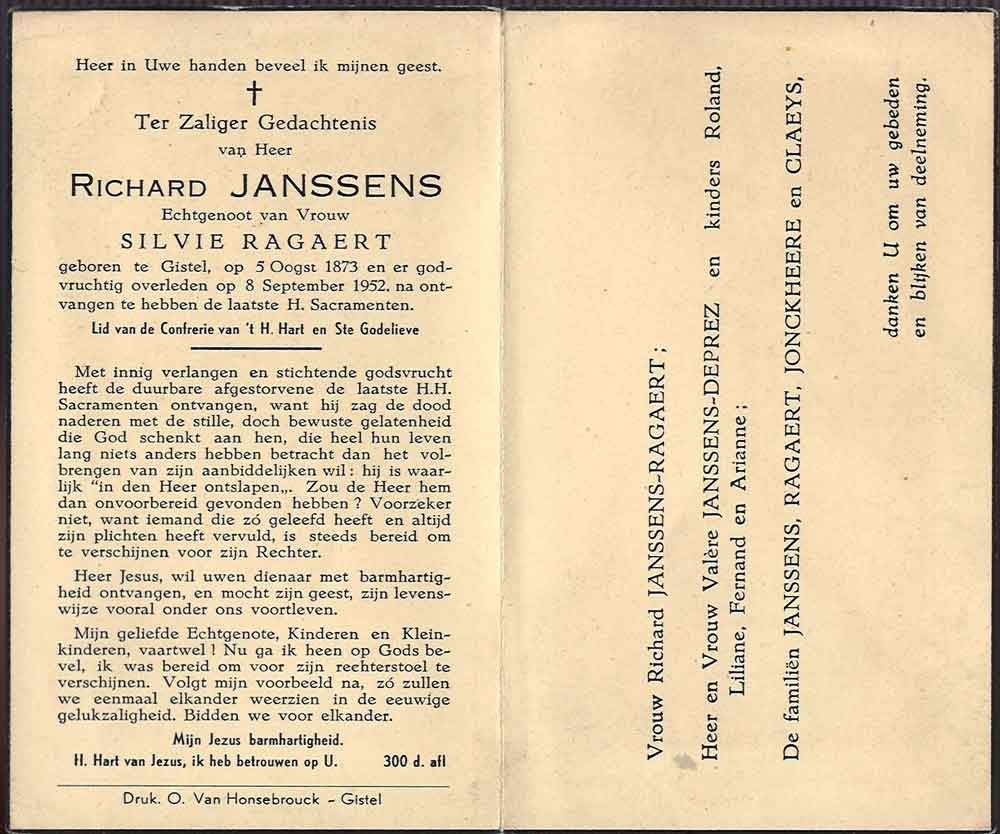 Heer in Uwe handen beveel ik mijnen geest.
Ter Zaliger Gedachtenis
van Heer
RICHARD JANSSENS
Echtgenoot van Vrouw
SILVIE RAGAERT
geboren te Gistel, op 5 Oogst 1873 en er god-
vruchtig overleden op 8 September 1952, na ont-
vangen te hebben de laatste H. Sacramenten.
Lid van de Confrerie van 't H. Hart en Ste Godelieve
Met innig verlangen en stichtende godsvrucht
heeft de duurbare afgestorvene de laatste H.H.
Sacramenten ontvangen, want hij zag de dood
naderen met de stille, doch bewuste gelatenheid
die God schenkt aan hen, die heel hun leven
lang niets anders hebben betracht dan het vol-
brengen van zijn aanbiddelijken wil : hij is waar-
lijk "in den Heer ontslapen„. Zou de Heer hem
dan onvoorbereid gevonden hebben ? Voorzeker
niet, want iemand die zó geleefd heeft en altijd
zijn plichten heeft vervuld, is steeds bereid om
te verschijnen voor zijn Rechter.
Heer Jesus, wil uwen dienaar met barmhartig-
heid ontvangen, en mocht zijn geest, zijn levens-
wijze vooral onder ons voortleven.
Mijn geliefde Echtgenote, Kinderen en Klein-
kinderen, vaartwel ! Nu ga ik heen op Gods be-
vel, ik was bereid om voor zijn rechterstoel te
verschijnen. Volgt mijn voorbeeld na, zó zullen
we eenmaal elkander weerzien in de eeuwige
gelukzaligheid. Bidden we voor elkander.
Mijn Jezus barmhartigheid.
H. Hart van Jezus, ik heb betrouwen op U. 300 d. afl
Druk. O. Van Honsebrouck - Gistel
Vrouw Richard JANSSENS-RAGAERT ;
Heer en Vrouw Valère JANSSENS-DEPREZ en kinders Roland,
Liliane, Fernand en Arianne ;
De familiën JANSSENS, RAGAERT, JONCKHEERE en CLAEYS,
danken U om uw gebeden
en blijken van deelneming.